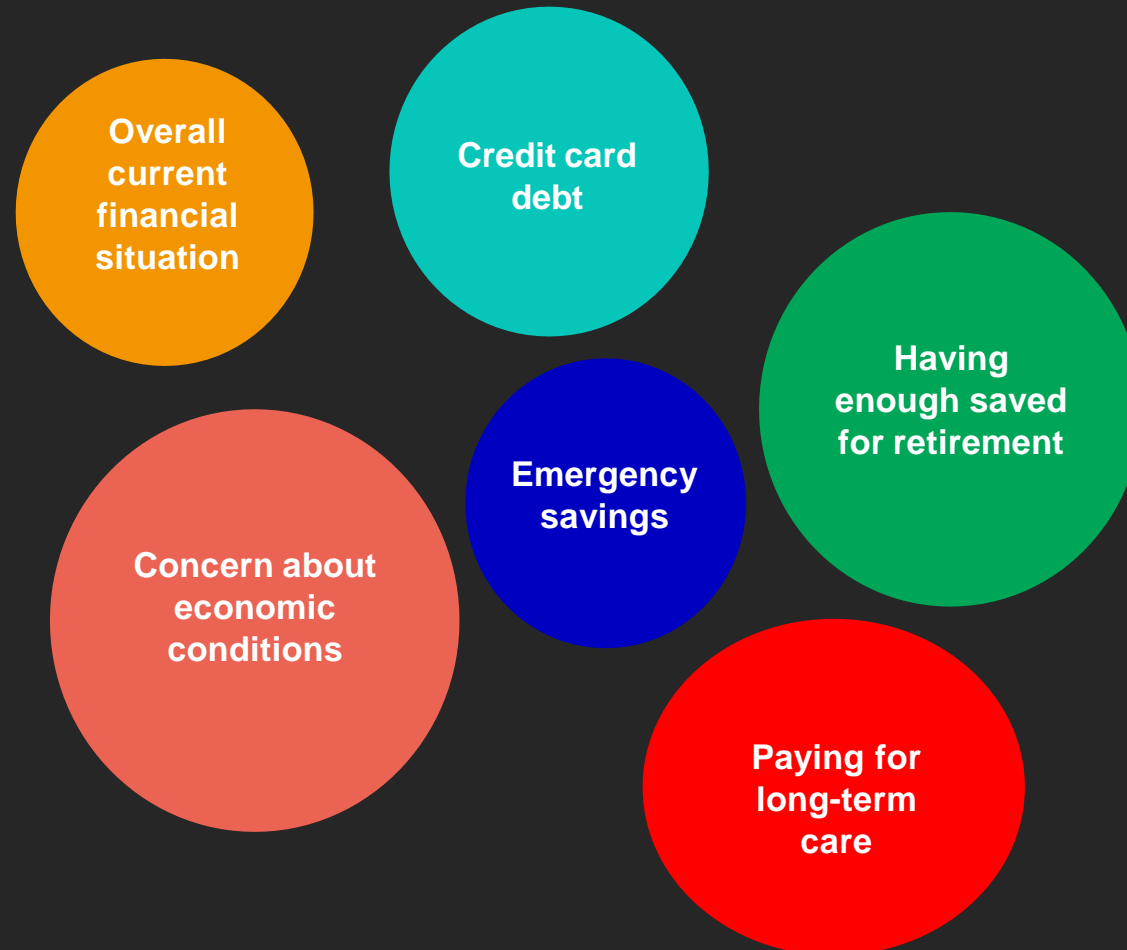 Overall
current
financial
situation
Credit card
debt
Having
enough saved
for retirement
Emergency
savings
Concern about
economic
conditions
Paying for
long-term
care